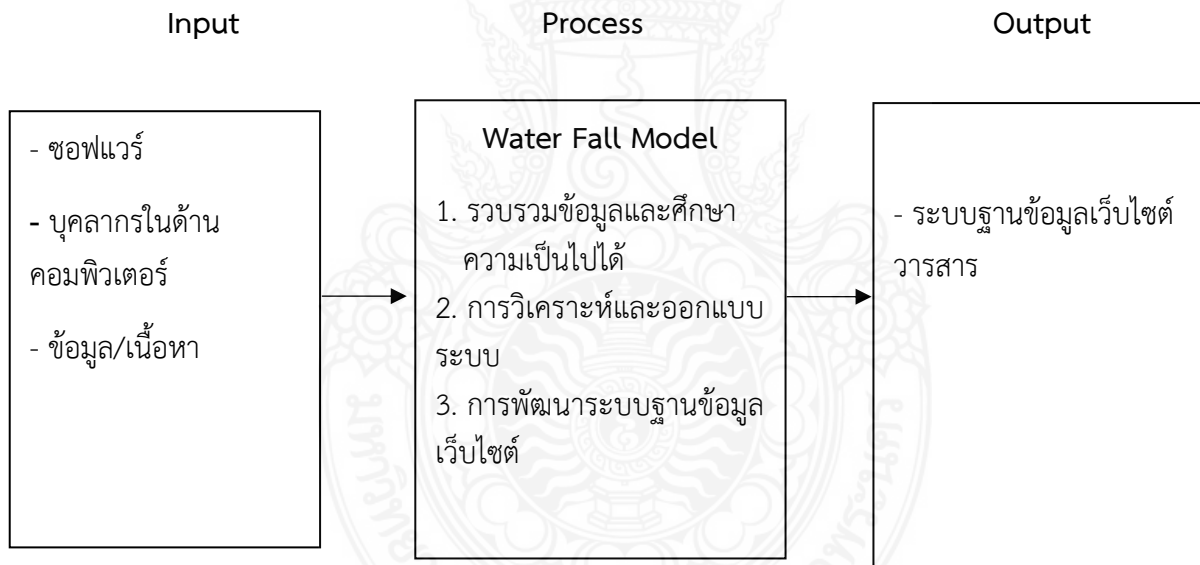 Input
Process
Output
- ซอฟแวร์
- บุคลากรในด้าน
คอมพิวเตอร์
- ข้อมูล/เนื้อหา
Water Fall Model
1. รวบรวมข้อมูลและศึกษา
ความเป็นไปได้
2. การวิเคราะห์และออกแบบ
ระบบ
3. การพัฒนาระบบฐานข้อมูล
เว็บไซต์
- ระบบฐานข้อมูลเว็บไซต์
วารสาร